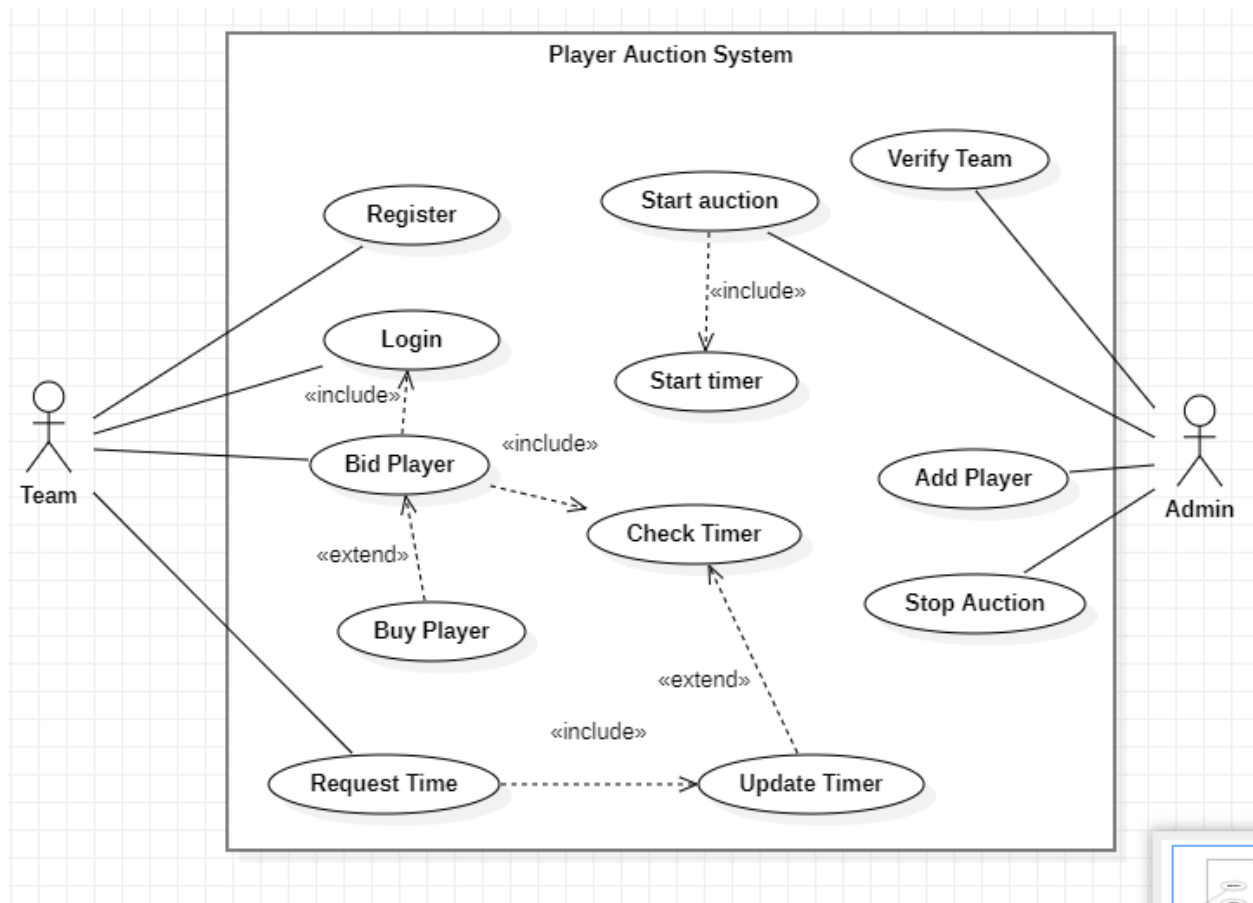 Player Auction System
Verify Team
Start auction
Register
«include»
Login
Start timer
«include»
Bid Player
«include»
Add Player
Team
Admin
Check Timer
«extend»
Stop Auction
Buy Player
«extend»
«include»
Request Time
Update Timer